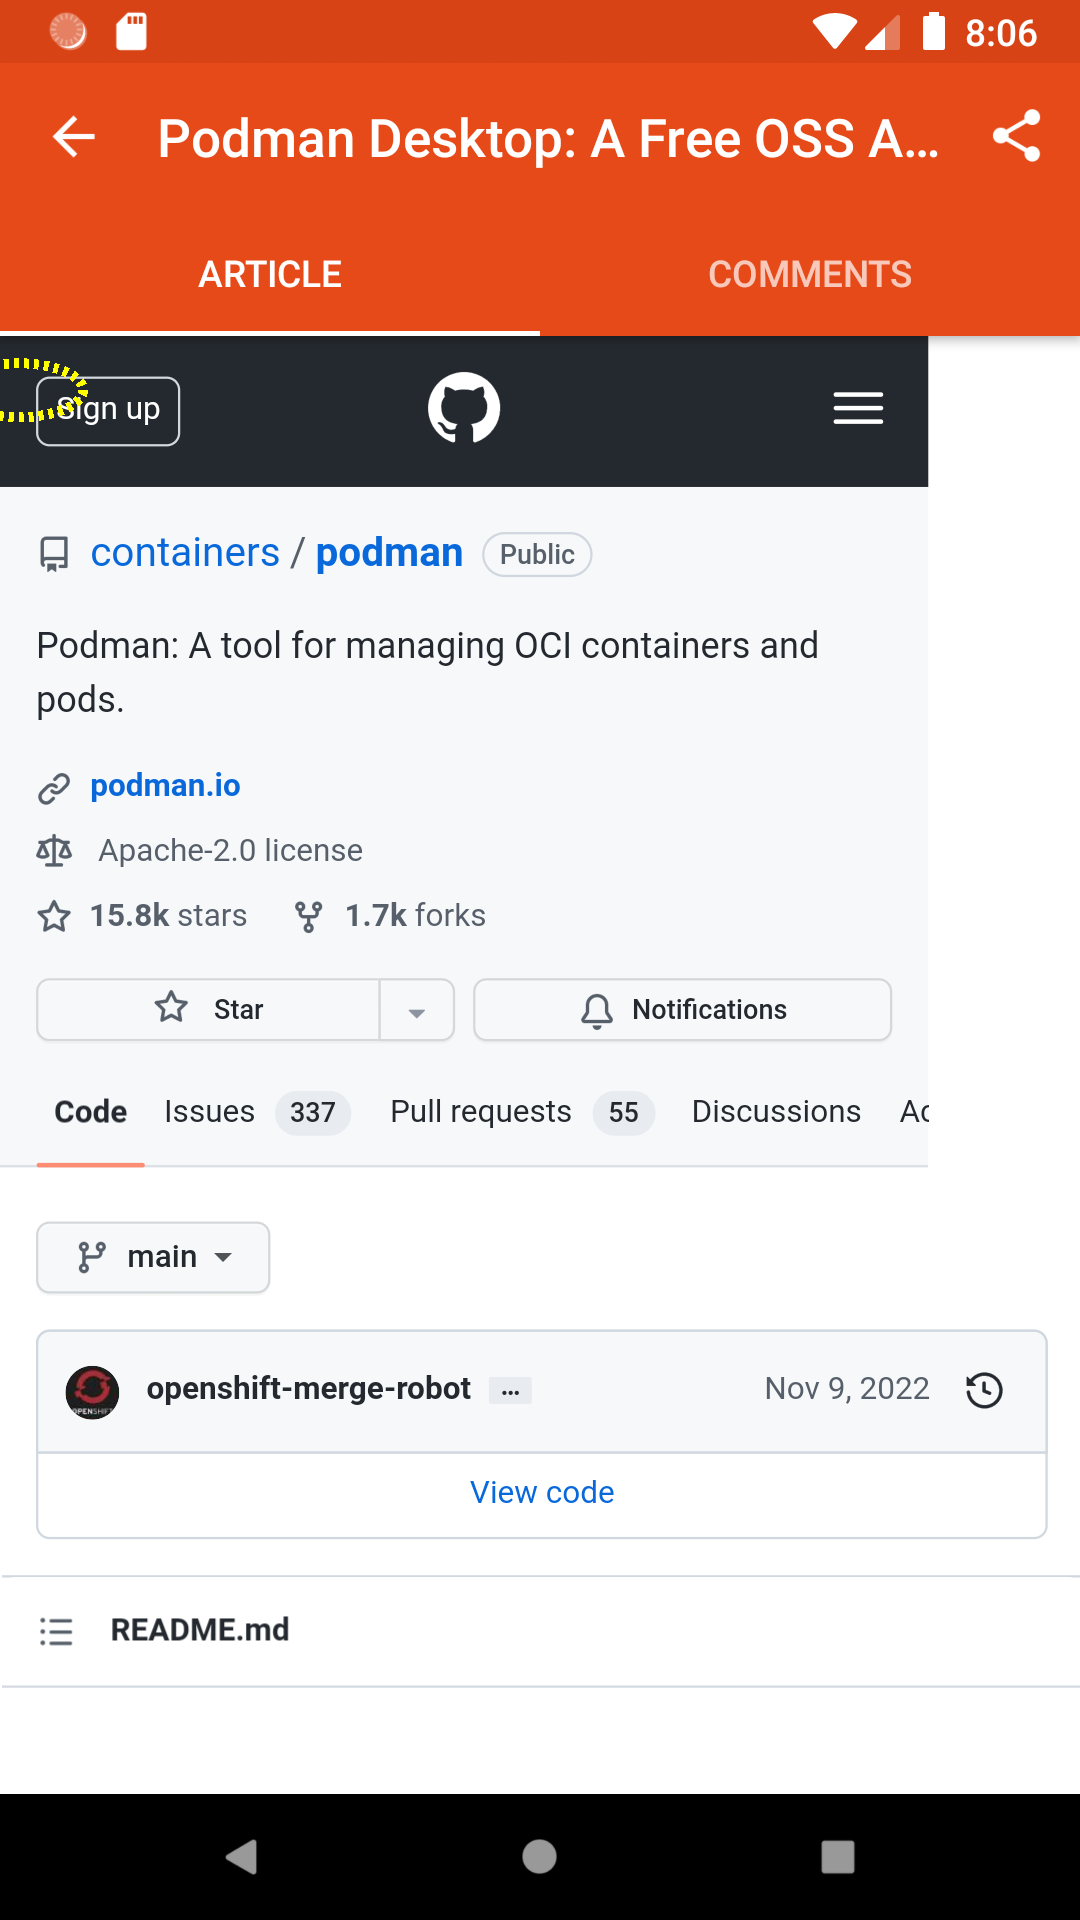 8:06
Podman Desktop: A Free OSS A...
ARTICLE
COMMENTS
Sign up
containers / podman Public
Podman: A tool for managing OCI containers and
pods.
podman.io
Apache-2.0 license
15.8k stars 1.7k forks
Star
Notifications
Code Issues 337 Pull requests 55 Discussions Ac
main
OPENSHIFT
openshift-merge-robot ... Nov 9, 2022
View code
README.md